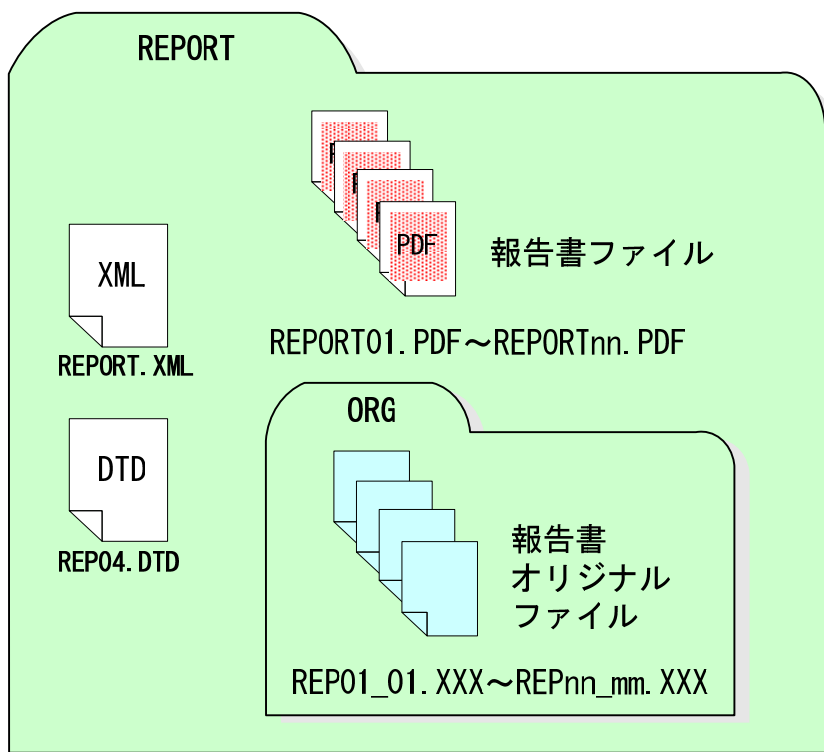 REPORT
P
P
P
PDF
報告書ファイル
XML
REPORT01.PDF～REPORTnn.PDF
REPORT.XML
ORG
DTD
REP04.DTD
報告書
オリジナル
ファイル
REP01_01.XXX～REPnn_mm.XXX